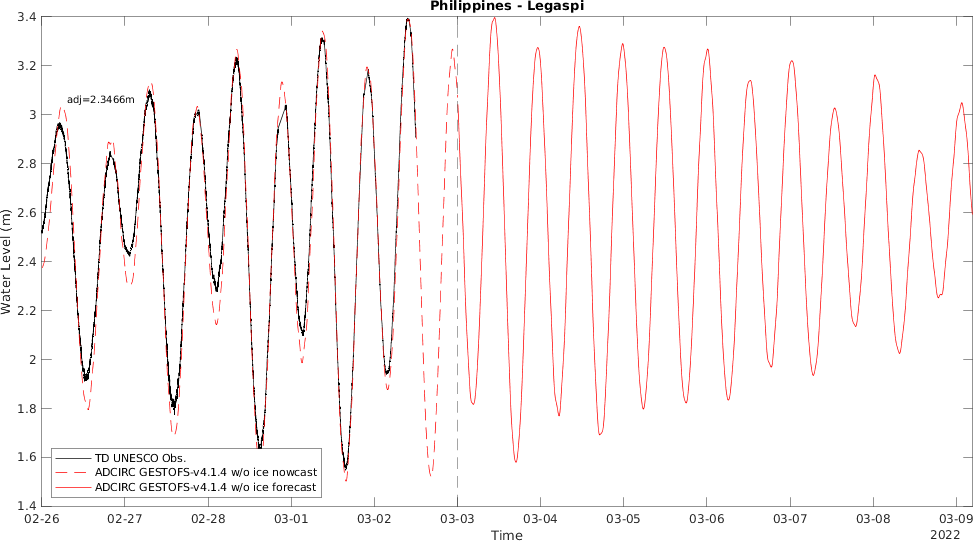 Philippines - Legaspi
3.4
3.2
3
2.8
2.6
2.4
2.2
2
1.8
1.6
1.4
Water Level (m)
adj=2.3466m
TD UNESCO Obs.
ADCIRC GESTOFS-v4.1.4 w/o ice nowcast
ADCIRC GESTOFS-v4.1.4 w/o ice forecast
02-26 02-27 02-28 03-01 03-02 03-03 03-04 03-05 03-06 03-07 03-08 03-09
Time
2022